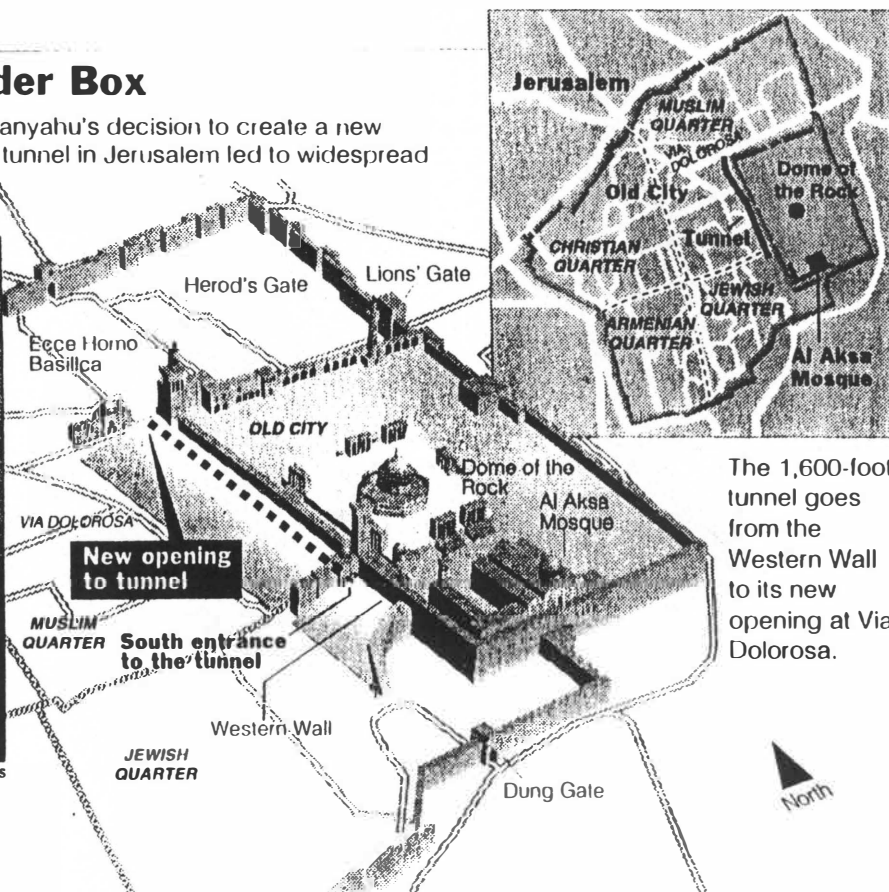 der Box
anyahu's decision to create a new
tunnel in Jerusalem led to widespread
Jerusalem
MUSLIM
QUARTER
VIA
DOLOROSA
Dome of
the Rock
Old City
Tunnel
CHRISTIAN
QUARTER
JEWISH
QUARTER
ARMENIAN
QUARTER
Al Aksa
Mosque
Herod's Gate
Lions' Gate
Ecce Homo
Basilica
OLD CITY
Dome of the
Rock
Al Aksa
Mosque
VIA DOLOROSA
New opening
to tunnel
MUSLIM
QUARTER
South entrance
to the tunnel
Western Wall
JEWISH
QUARTER
Dung Gate
The 1,600-foot
tunnel goes
from the
Western Wall
to its new
opening at Via
Dolorosa.
North
s